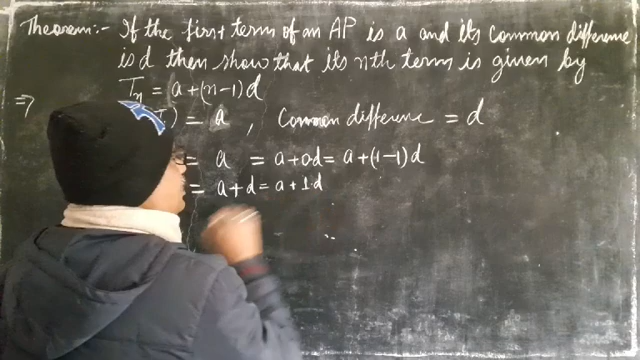 Theorem:- If the first term of an AP is a and its common difference
is d then show that its nth term is given by
Tn = a+(n-1)d
⇒ T) = a , Common difference = d
= a = a+0d = a+(1-1)d
= a+d = a+1.d